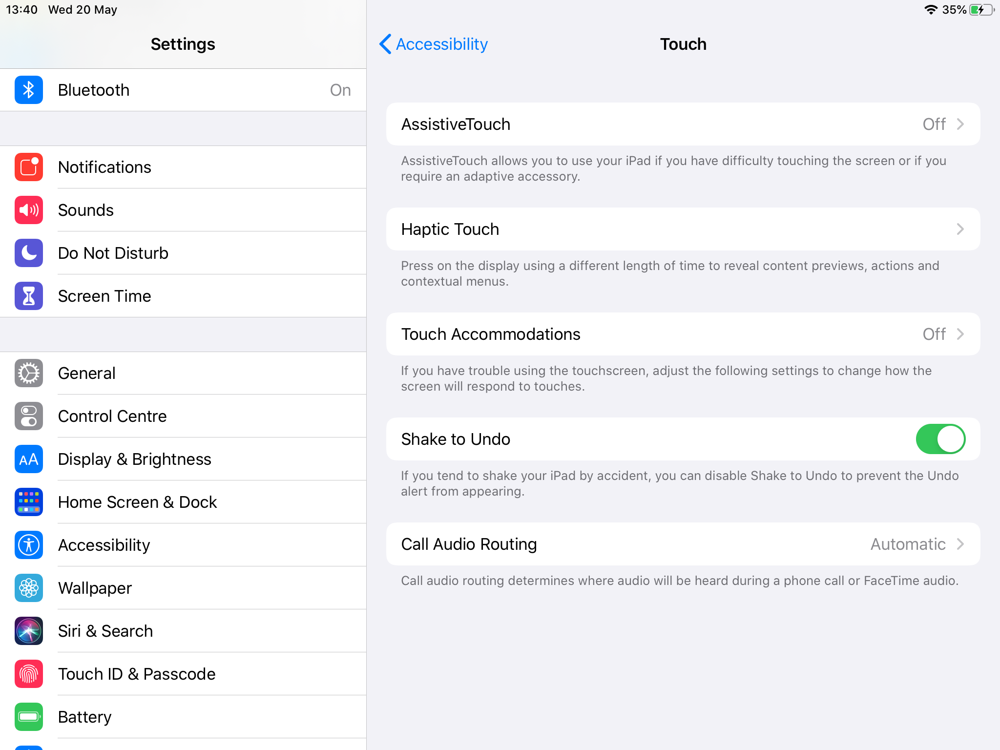 13:40 Wed 20 May
35%
Settings
Bluetooth On
Notifications
Sounds
Do Not Disturb
Screen Time
General
Control Centre
AA Display & Brightness
Home Screen & Dock
Accessibility
Wallpaper
Siri & Search
Touch ID & Passcode
Battery
Accessibility
Touch
AssistiveTouch Off
AssistiveTouch allows you to use your iPad if you have difficulty touching the screen or if you
require an adaptive accessory.
Haptic Touch
Press on the display using a different length of time to reveal content previews, actions and
contextual menus.
Touch Accommodations Off
If you have trouble using the touchscreen, adjust the following settings to change how the
screen will respond to touches.
Shake to Undo
If you tend to shake your iPad by accident, you can disable Shake to Undo to prevent the Undo
alert from appearing.
Call Audio Routing Automatic
Call audio routing determines where audio will be heard during a phone call or FaceTime audio.